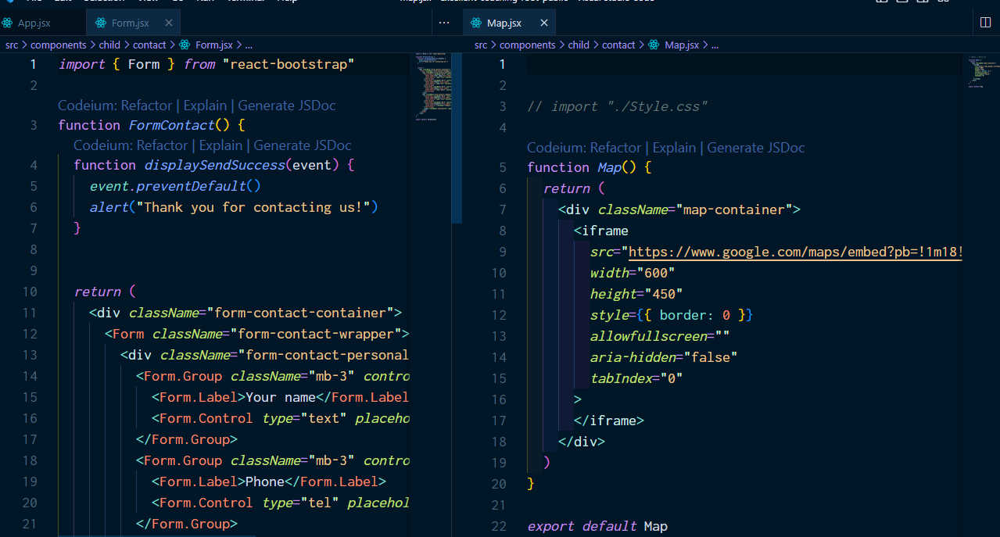 App.jsx
Form.jsx
Map.jsx
src > components > child > contact > Form.jsx > ...
1 import { Form } from "react-bootstrap"
2
Codeium: Refactor | Explain | Generate JSDoc
3 function FormContact() {
Codeium: Refactor | Explain | Generate JSDoc
4 function displaySendSuccess(event) {
5 event.preventDefault()
6 alert("Thank you for contacting us!")
7 }
8
9
10 return (
11 <div className="form-contact-container">
12 <Form className="form-contact-wrapper">
13 <div className="form-contact-personal
14 <Form.Group className="mb-3" contro
15 <Form.Label>Your name</Form.Label
16 <Form.Control type="text" placeho
17 </Form.Group>
18 <Form.Group className="mb-3" contro
19 <Form.Label>Phone</Form.Label>
20 <Form.Control type="tel" placehol
21 </Form.Group>
src > components > child > contact > Map.jsx > ...
1
2
3 // import "./Style.css"
4
Codeium: Refactor | Explain | Generate JSDoc
5 function Map() {
6 return (
7 <div className="map-container">
8 <iframe
9 src="https://www.google.com/maps/embed?pb=!1m18!
10 width="600"
11 height="450"
12 style={{ border: 0 }}
13 allowfullscreen=""
14 aria-hidden="false"
15 tabIndex="0"
16 >
17 </iframe>
18 </div>
19 )
20 }
21
22 export default Map